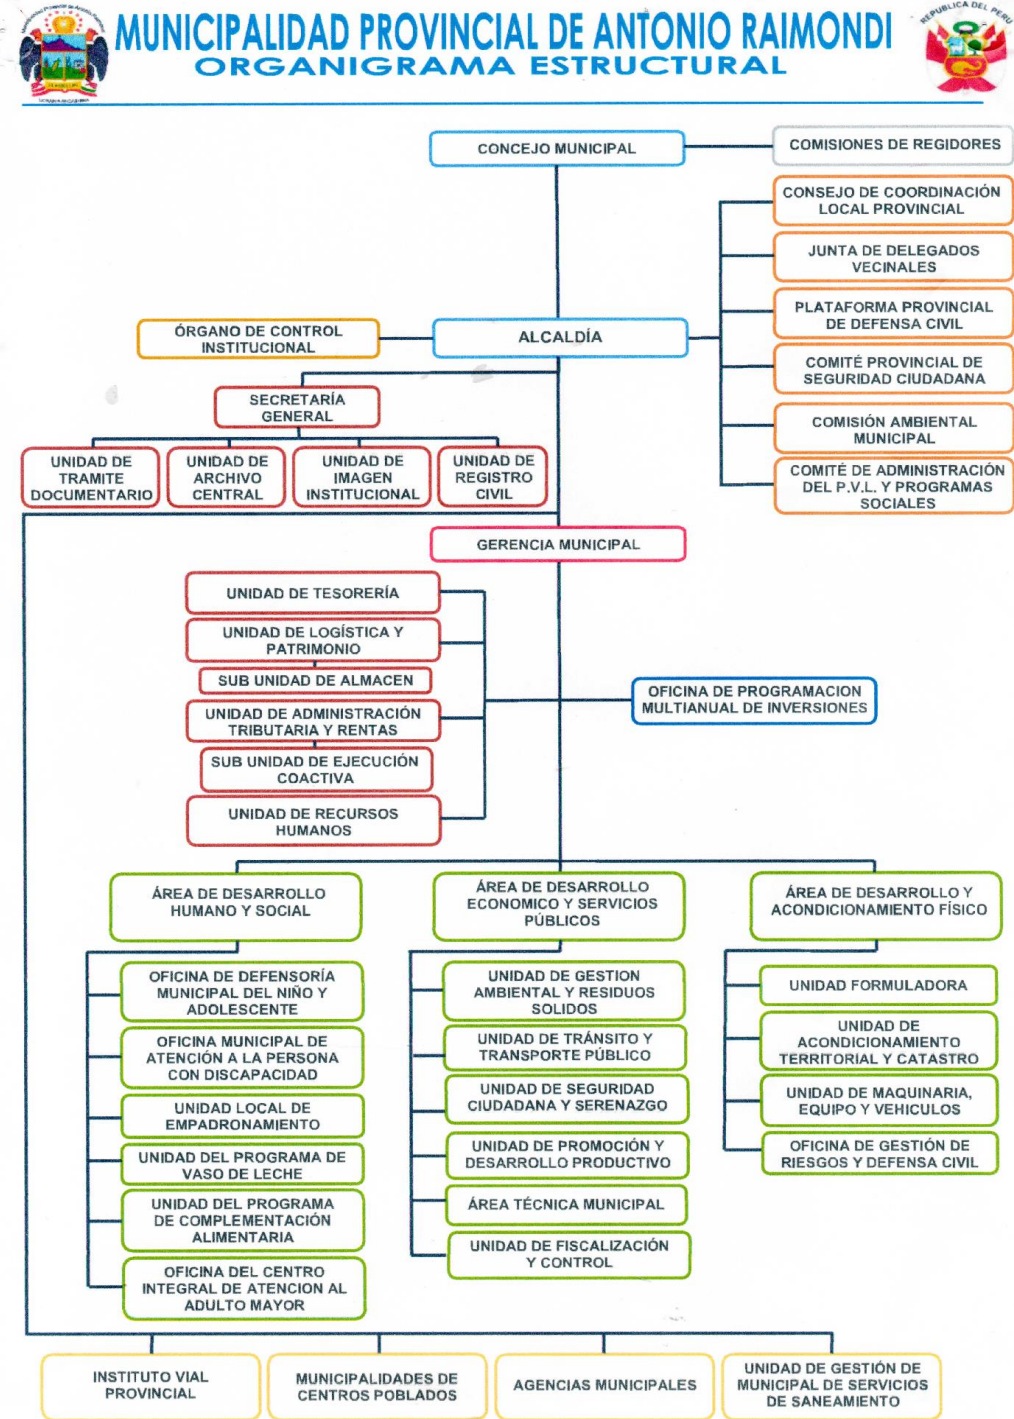 MUNICIPALIDAD PROVINCIAL DE ANTONIO RAIMONDI
ORGANIGRAMA ESTRUCTURAL
REPUBLICA DEL PERU
CONCEJO MUNICIPAL
COMISIONES DE REGIDORES
CONSEJO DE COORDINACIÓN
LOCAL PROVINCIAL
JUNTA DE DELEGADOS
VECINALES
PLATAFORMA PROVINCIAL
DE DEFENSA CIVIL
COMITÉ PROVINCIAL DE
SEGURIDAD CIUDADANA
COMISIÓN AMBIENTAL
MUNICIPAL
COMITÉ DE ADMINISTRACIÓN
DEL P.V.L. Y PROGRAMAS
SOCIALES
ÓRGANO DE CONTROL
INSTITUCIONAL
ALCALDÍA
SECRETARÍA
GENERAL
UNIDAD DE
TRAMITE
DOCUMENTARIO
UNIDAD DE
ARCHIVO
CENTRAL
UNIDAD DE
IMAGEN
INSTITUCIONAL
UNIDAD DE
REGISTRO
CIVIL
GERENCIA MUNICIPAL
UNIDAD DE TESORERÍA
UNIDAD DE LOGÍSTICA Y
PATRIMONIO
SUB UNIDAD DE ALMACEN
UNIDAD DE ADMINISTRACIÓN
TRIBUTARIA Y RENTAS
SUB UNIDAD DE EJECUCIÓN
COACTIVA
UNIDAD DE RECURSOS
HUMANOS
OFICINA DE PROGRAMACION
MULTIANUAL DE INVERSIONES
ÁREA DE DESARROLLO
HUMANO Y SOCIAL
OFICINA DE DEFENSORÍA
MUNICIPAL DEL NIÑO Y
ADOLESCENTE
OFICINA MUNICIPAL DE
ATENCIÓN A LA PERSONA
CON DISCAPACIDAD
UNIDAD LOCAL DE
EMPADRONAMIENTO
UNIDAD DEL PROGRAMA DE
VASO DE LECHE
UNIDAD DEL PROGRAMA
DE COMPLEMENTACIÓN
ALIMENTARIA
OFICINA DEL CENTRO
INTEGRAL DE ATENCION AL
ADULTO MAYOR
ÁREA DE DESARROLLO
ECONOMICO Y SERVICIOS
PÚBLICOS
UNIDAD DE GESTION
AMBIENTAL Y RESIDUOS
SOLIDOS
UNIDAD DE TRÁNSITO Y
TRANSPORTE PÚBLICO
UNIDAD DE SEGURIDAD
CIUDADANA Y SERENAZGO
UNIDAD DE PROMOCIÓN Y
DESARROLLO PRODUCTIVO
ÁREA TÉCNICA MUNICIPAL
UNIDAD DE FISCALIZACIÓN
Y CONTROL
ÁREA DE DESARROLLO Y
ACONDICIONAMIENTO FÍSICO
UNIDAD FORMULADORA
UNIDAD DE
ACONDICIONAMIENTO
TERRITORIAL Y CATASTRO
UNIDAD DE MAQUINARIA,
EQUIPO Y VEHICULOS
OFICINA DE GESTIÓN DE
RIESGOS Y DEFENSA CIVIL
INSTITUTO VIAL
PROVINCIAL
MUNICIPALIDADES DE
CENTROS POBLADOS
AGENCIAS MUNICIPALES
UNIDAD DE GESTIÓN DE
MUNICIPAL DE SERVICIOS
DE SANEAMIENTO